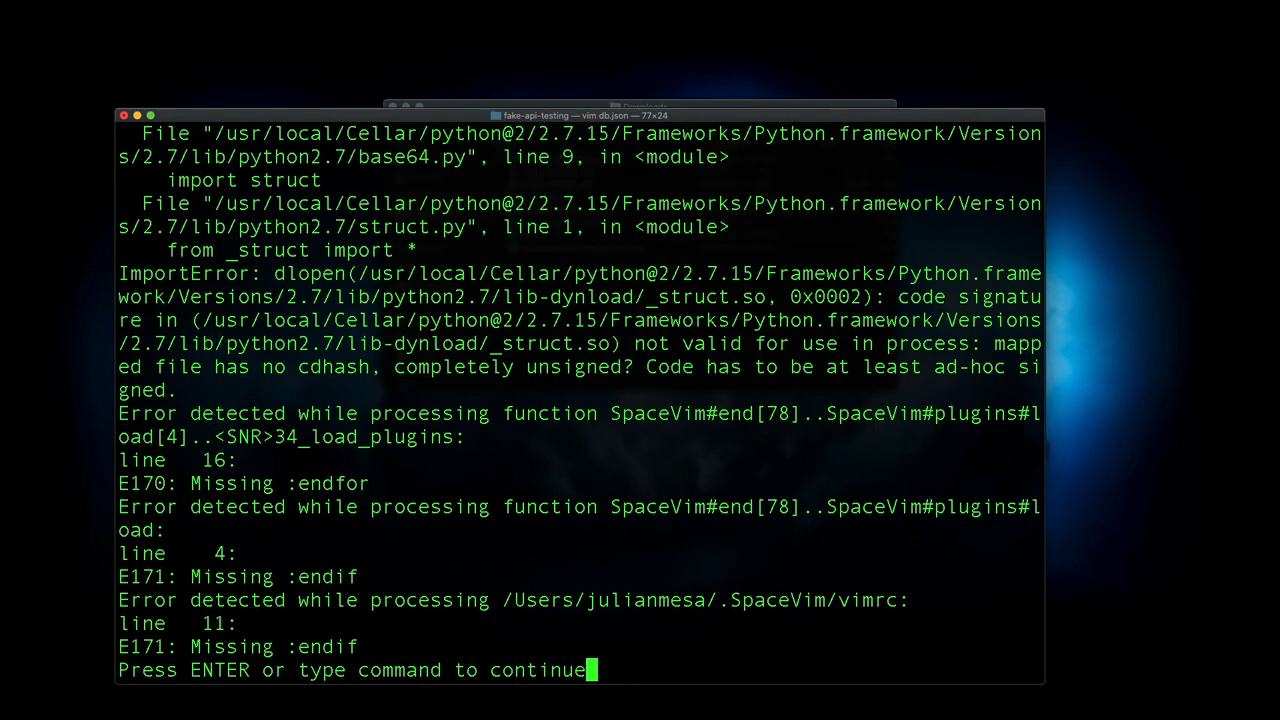 Downloads
fake-api-testing — vim db.json — 77×24
  File "/usr/local/Cellar/python@2/2.7.15/Frameworks/Python.framework/Version
s/2.7/lib/python2.7/base64.py", line 9, in <module>
    import struct
  File "/usr/local/Cellar/python@2/2.7.15/Frameworks/Python.framework/Version
s/2.7/lib/python2.7/struct.py", line 1, in <module>
    from _struct import *
ImportError: dlopen(/usr/local/Cellar/python@2/2.7.15/Frameworks/Python.frame
work/Versions/2.7/lib/python2.7/lib-dynload/_struct.so, 0x0002): code signatu
re in (/usr/local/Cellar/python@2/2.7.15/Frameworks/Python.framework/Versions
/2.7/lib/python2.7/lib-dynload/_struct.so) not valid for use in process: mapp
ed file has no cdhash, completely unsigned? Code has to be at least ad-hoc si
gned.
Error detected while processing function SpaceVim#end[78]..SpaceVim#plugins#l
oad[4]..<SNR>34_load_plugins:
line   16:
E170: Missing :endfor
Error detected while processing function SpaceVim#end[78]..SpaceVim#plugins#l
oad:
line    4:
E171: Missing :endif
Error detected while processing /Users/julianmesa/.SpaceVim/vimrc:
line   11:
E171: Missing :endif
Press ENTER or type command to continue